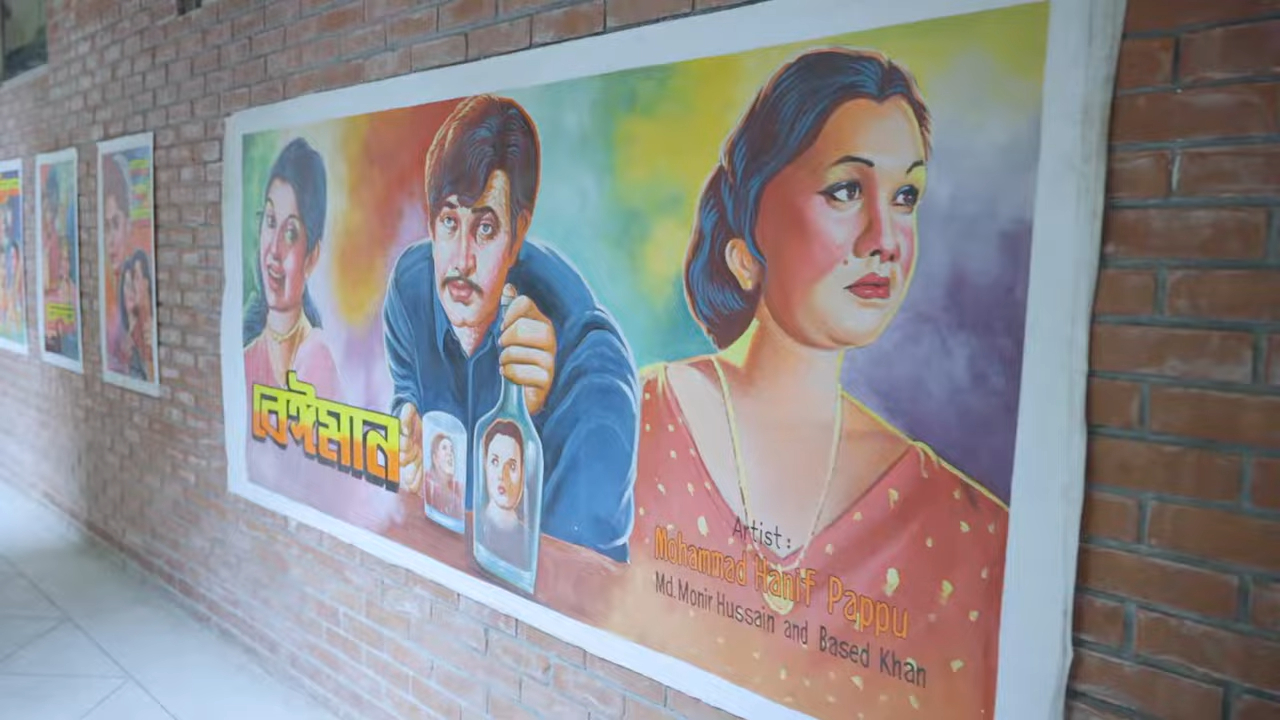 বেঈমান
Artist:
Mohammad Hanif Pappu
Md. Monir Hussain and Based Khan